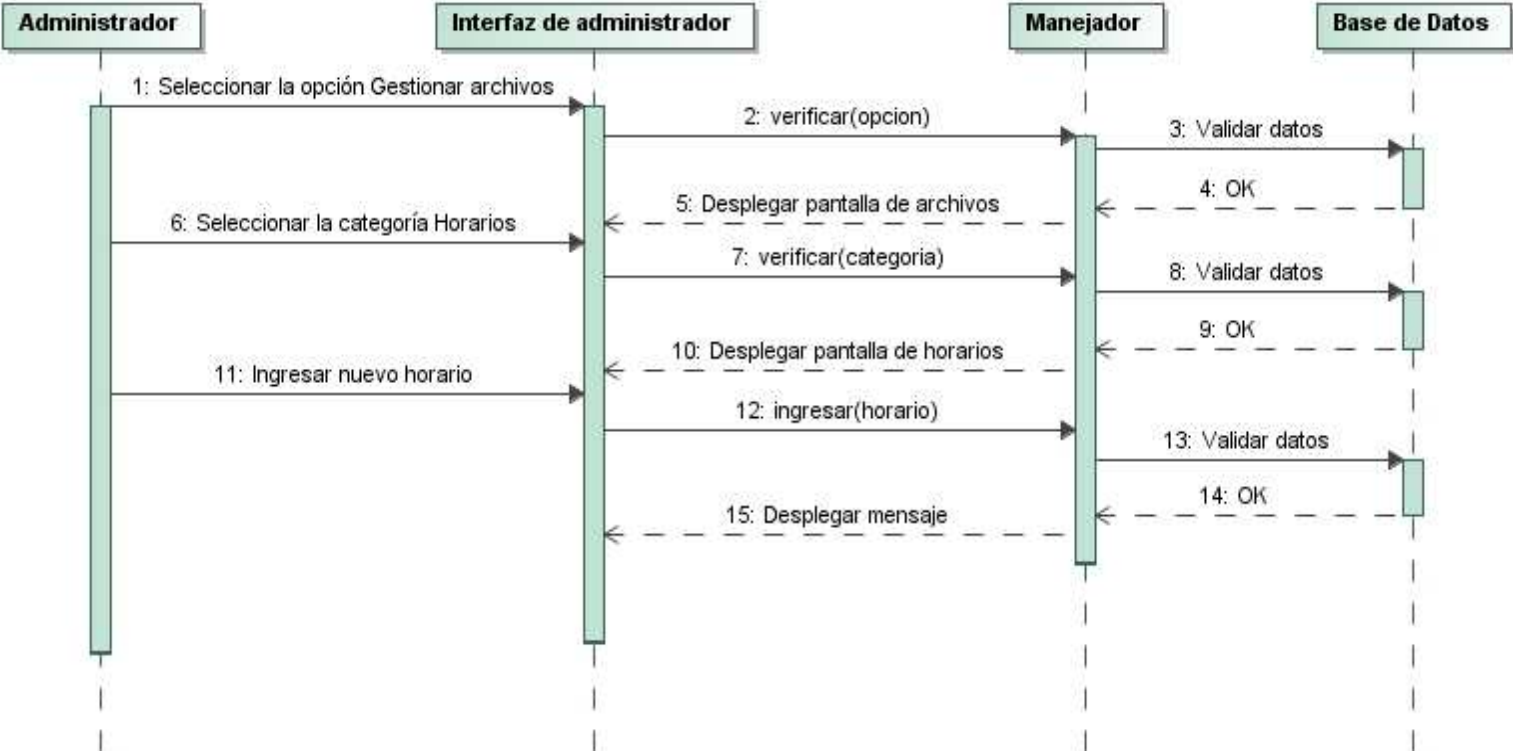 Administrador
Interfaz de administrador
Manejador
Base de Datos
1: Seleccionar la opción Gestionar archivos
2: verificar(opcion)
3: Validar datos
4: OK
5: Desplegar pantalla de archivos
6: Seleccionar la categoría Horarios
7: verificar(categoria)
8: Validar datos
9: OK
10: Desplegar pantalla de horarios
11: Ingresar nuevo horario
12: ingresar(horario)
13: Validar datos
14: OK
15: Desplegar mensaje